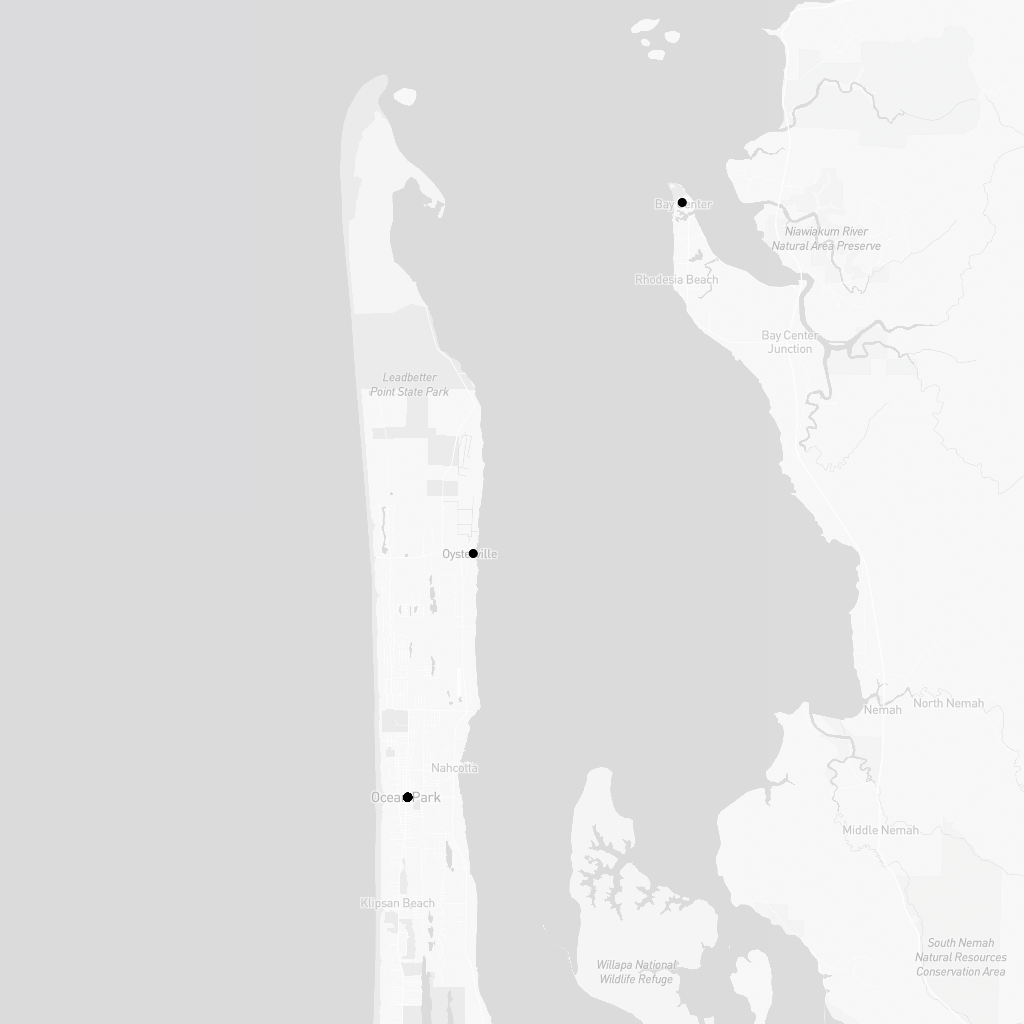 Bay Center
Niawiakum River
Natural Area Preserve
Rhodesia Beach
Bay Center
Junction
Leadbetter
Point State Park
Oysterville
North Nemah
Nemah
Nahcotta
Ocean Park
Middle Nemah
Klipsan Beach
South Nemah
Natural Resources
Conservation Area
Willapa National
Wildlife Refuge